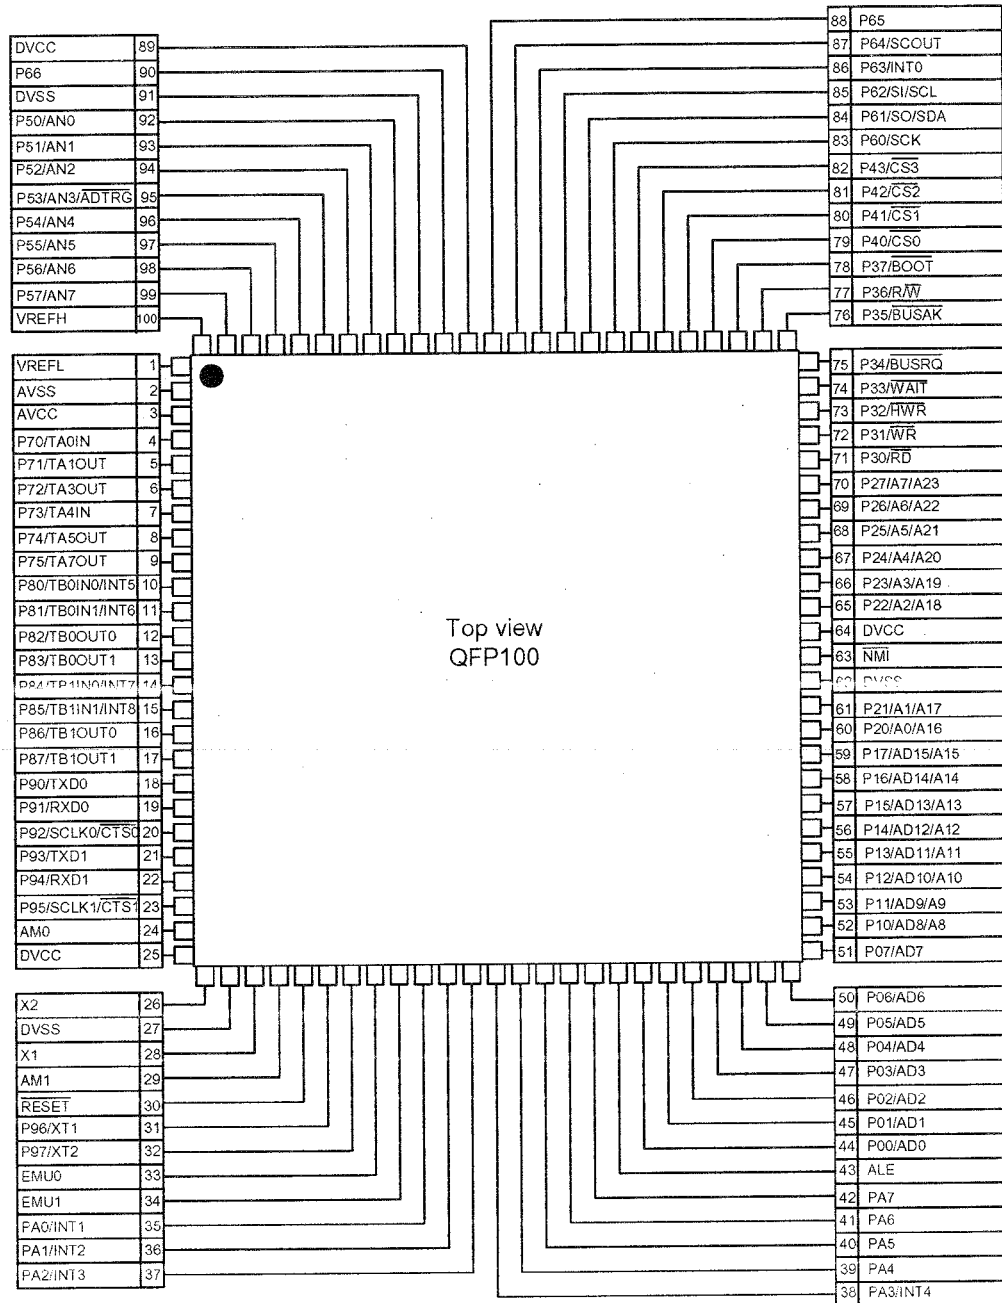 88 P65
87 P64/SCOUT
86 P63/INT0
85 P62/SI/SCL
84 P61/SO/SDA
83 P60/SCK
82 P43/CS3
81 P42/CS2
80 P41/CS1
79 P40/CS0
78 P37/BOOT
77 P36/R/W
76 P35/BUSAK
DVCC 89
P66 90
DVSS 91
P50/AN0 92
P51/AN1 93
P52/AN2 94
P53/AN3/ADTRG 95
P54/AN4 96
P55/AN5 97
P56/AN6 98
P57/AN7 99
VREFH 100
VREFL 1
AVSS 2
AVCC 3
P70/TA0IN 4
P71/TA1OUT 5
P72/TA3OUT 6
P73/TA4IN 7
P74/TA5OUT 8
P75/TA7OUT 9
P80/TB0IN0/INT5 10
P81/TB0IN1/INT6 11
P82/TB0OUT0 12
P83/TB0OUT1 13
P84/TB1IN0/INT7 14
P85/TB1IN1/INT8 15
P86/TB1OUT0 16
P87/TB1OUT1 17
P90/TXD0 18
P91/RXD0 19
P92/SCLK0/CTS0 20
P93/TXD1 21
P94/RXD1 22
P95/SCLK1/CTS1 23
AM0 24
DVCC 25
Top view
QFP100
75 P34/BUSRQ
74 P33/WAIT
73 P32/HWR
72 P31/WR
71 P30/RD
70 P27/A7/A23
69 P26/A6/A22
68 P25/A5/A21
67 P24/A4/A20
66 P23/A3/A19
65 P22/A2/A18
64 DVCC
63 NMI
62 DVSS
61 P21/A1/A17
60 P20/A0/A16
59 P17/AD15/A15
58 P16/AD14/A14
57 P15/AD13/A13
56 P14/AD12/A12
55 P13/AD11/A11
54 P12/AD10/A10
53 P11/AD9/A9
52 P10/AD8/A8
51 P07/AD7
X2 26
DVSS 27
X1 28
AM1 29
RESET 30
P96/XT1 31
P97/XT2 32
EMU0 33
EMU1 34
PA0/INT1 35
PA1/INT2 36
PA2/INT3 37
50 P06/AD6
49 P05/AD5
48 P04/AD4
47 P03/AD3
46 P02/AD2
45 P01/AD1
44 P00/AD0
43 ALE
42 PA7
41 PA6
40 PA5
39 PA4
38 PA3/INT4